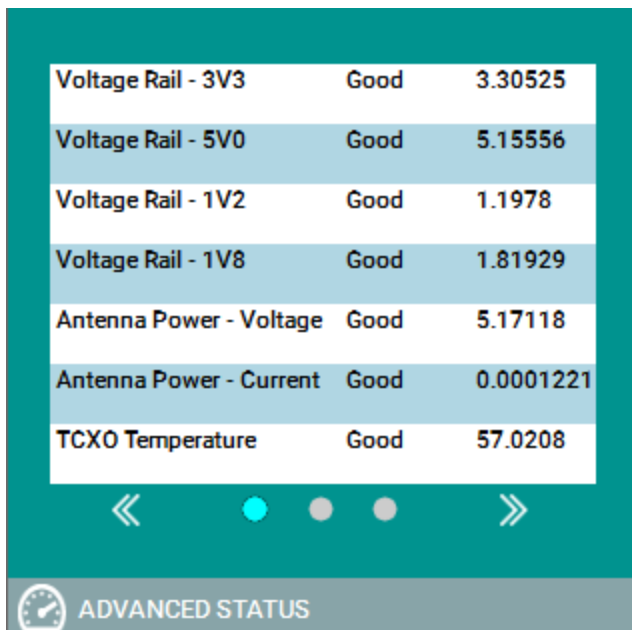 Voltage Rail - 3V3 Good 3.30525
Voltage Rail - 5V0 Good 5.15556
Voltage Rail - 1V2 Good 1.1978
Voltage Rail - 1V8 Good 1.81929
Antenna Power - Voltage Good 5.17118
Antenna Power - Current Good 0.0001221
TCXO Temperature Good 57.0208
ADVANCED STATUS